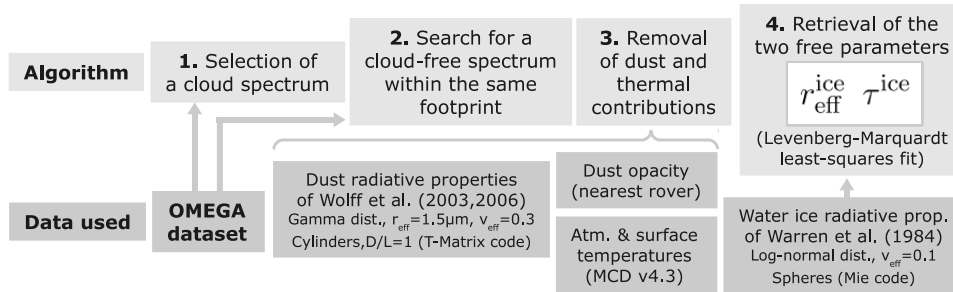 Algorithm
1. Selection of
a cloud spectrum
2. Search for a
cloud-free spectrum
within the same
footprint
3. Removal
of dust and
thermal
contributions
4. Retrieval of the
two free parameters
r_eff^ice τ^ice
(Levenberg-Marquardt
least-squares fit)
Data used
OMEGA
dataset
Dust radiative properties
of Wolff et al. (2003,2006)
Gamma dist., r_eff=1.5µm, v_eff=0.3
Cylinders,D/L=1 (T-Matrix code)
Dust opacity
(nearest rover)
Atm. & surface
temperatures
(MCD v4.3)
Water ice radiative prop.
of Warren et al. (1984)
Log-normal dist., v_eff=0.1
Spheres (Mie code)